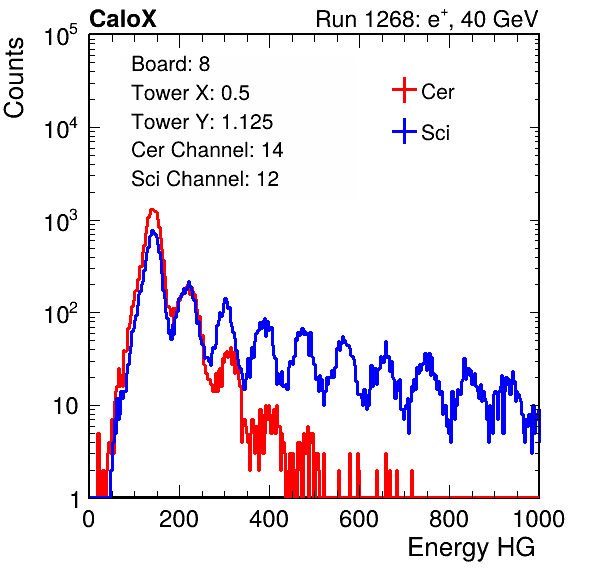 CaloX Run 1268: e⁺, 40 GeV
Counts
Board: 8
Tower X: 0.5
Tower Y: 1.125
Cer Channel: 14
Sci Channel: 12
Cer
Sci
10⁵
10⁴
10³
10²
10
1
0 200 400 600 800 1000
Energy HG